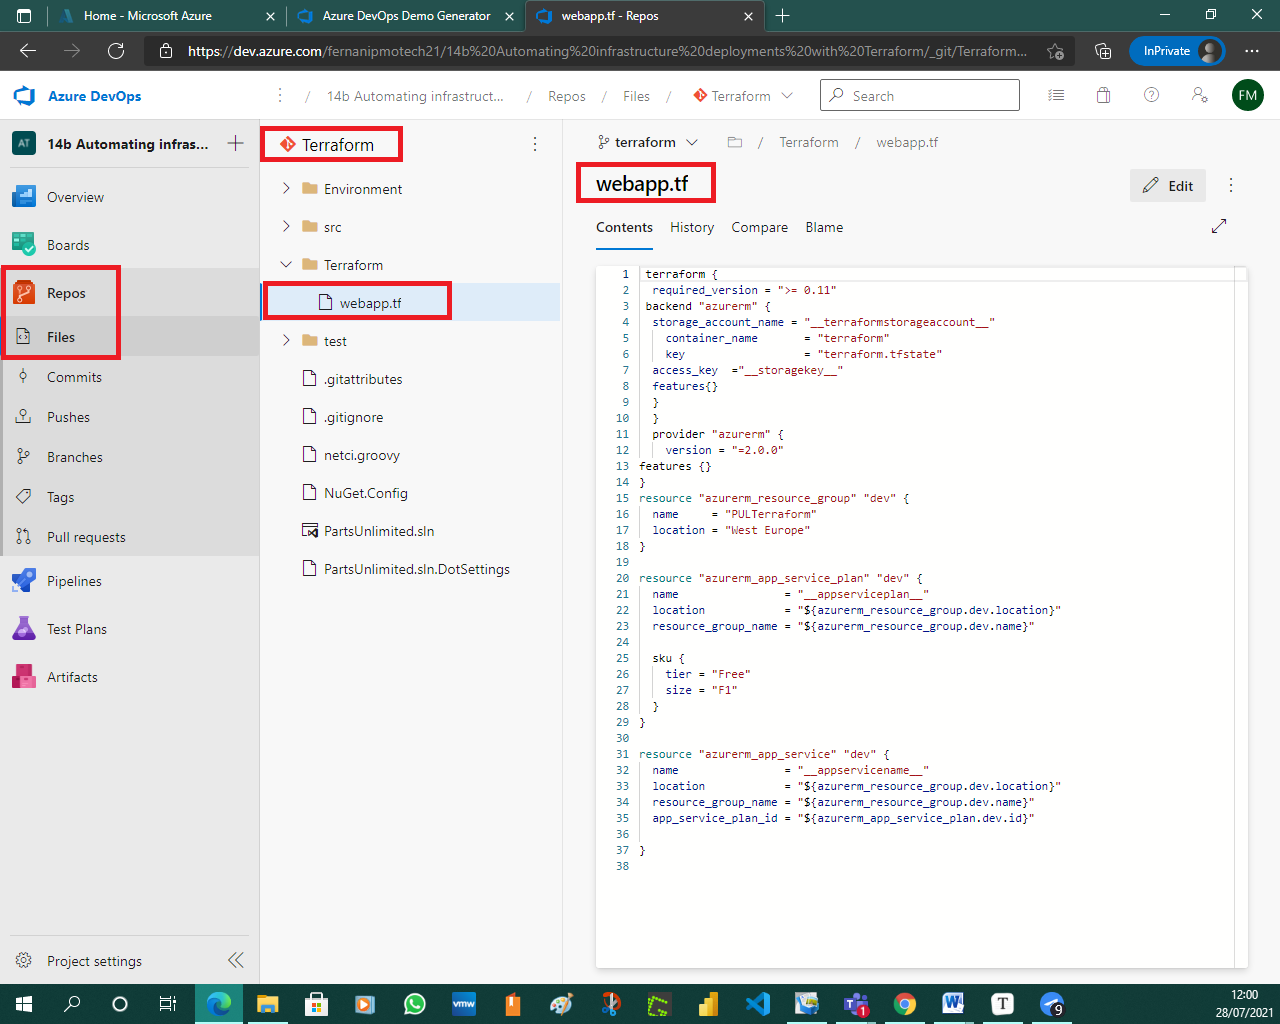 Home - Microsoft Azure
Azure DevOps Demo Generator
webapp.tf - Repos
https://dev.azure.com/fernanipmotech21/14b%20Automating%20infrastructure%20deployments%20with%20Terraform/_git/Terraform...
InPrivate
Azure DevOps
/ 14b Automating infrastruct... / Repos / Files / Terraform
Search
FM
AT
14b Automating infras...
Overview
Boards
Repos
Files
Commits
Pushes
Branches
Tags
Pull requests
Pipelines
Test Plans
Artifacts
Project settings
Terraform
Environment
src
Terraform
webapp.tf
test
.gitattributes
.gitignore
netci.groovy
NuGet.Config
PartsUnlimited.sln
PartsUnlimited.sln.DotSettings
terraform / Terraform / webapp.tf
webapp.tf
Edit
Contents History Compare Blame
1 terraform {
2 required_version = ">= 0.11"
3 backend "azurerm" {
4 storage_account_name = "__terraformstorageaccount__"
5 container_name = "terraform"
6 key = "terraform.tfstate"
7 access_key ="__storagekey__"
8 features{}
9 }
10 }
11 provider "azurerm" {
12 version = "=2.0.0"
13 features {}
14 }
15 resource "azurerm_resource_group" "dev" {
16 name = "PULTerraform"
17 location = "West Europe"
18 }
19
20 resource "azurerm_app_service_plan" "dev" {
21 name = "__appserviceplan__"
22 location = "${azurerm_resource_group.dev.location}"
23 resource_group_name = "${azurerm_resource_group.dev.name}"
24
25 sku {
26 tier = "Free"
27 size = "F1"
28 }
29 }
30
31 resource "azurerm_app_service" "dev" {
32 name = "__appservicename__"
33 location = "${azurerm_resource_group.dev.location}"
34 resource_group_name = "${azurerm_resource_group.dev.name}"
35 app_service_plan_id = "${azurerm_app_service_plan.dev.id}"
36
37 }
38
vmw
1
W
T
9
12:00
28/07/2021